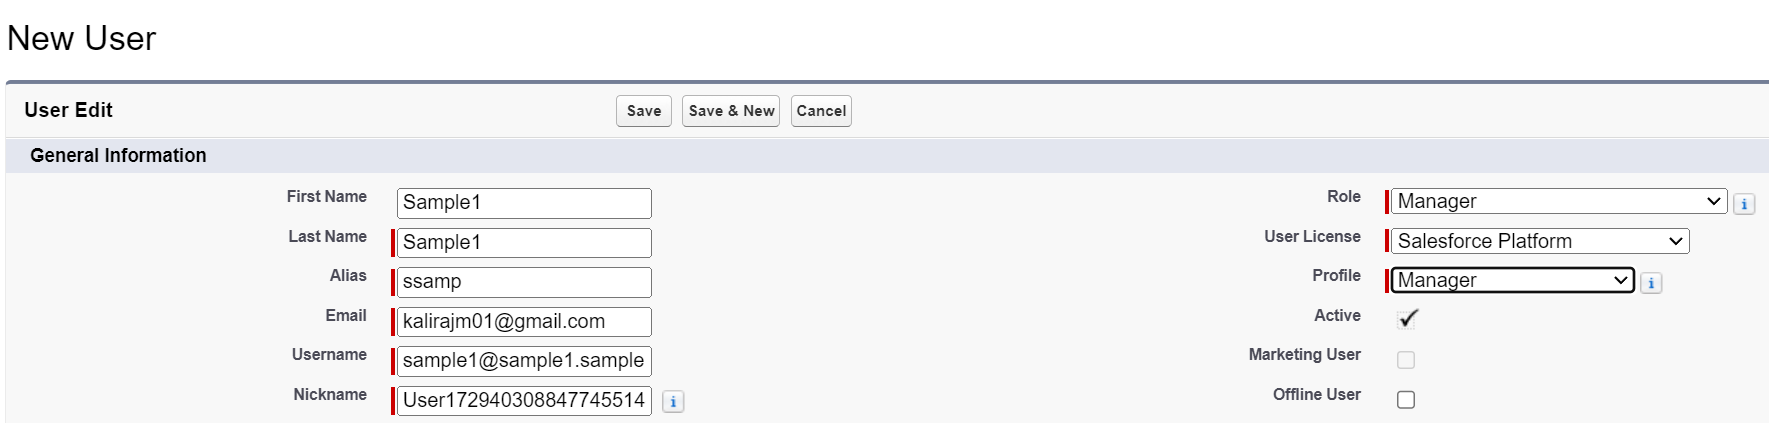 New User
User Edit Save Save & New Cancel
General Information
First Name Sample1 Role Manager i
Last Name Sample1 User License Salesforce Platform
Alias ssamp Profile Manager i
Email kalirajm01@gmail.com Active
Username sample1@sample1.sample Marketing User
Nickname User172940308847745514 i Offline User